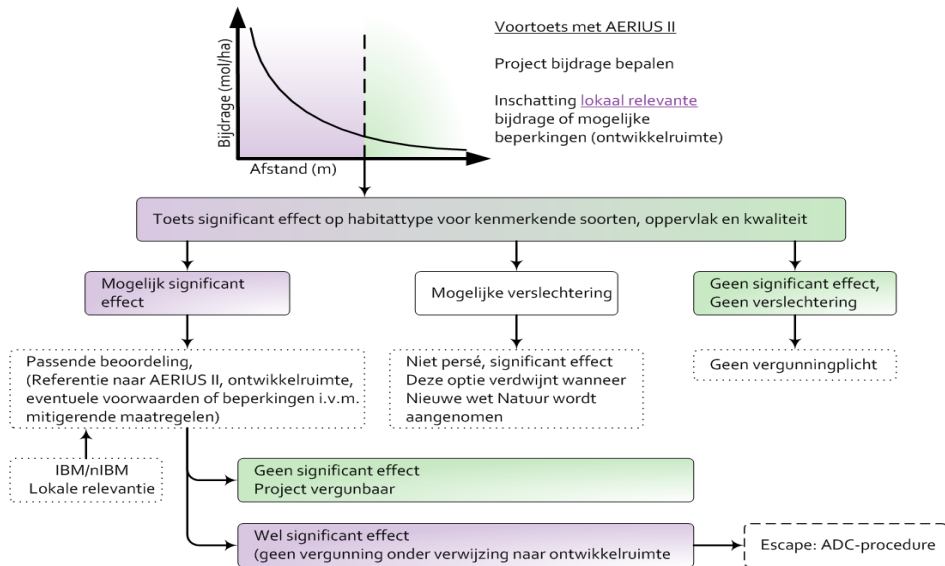 Bijdrage (mol/ha)
Afstand (m)
Voortoets met AERIUS II
Project bijdrage bepalen
Inschatting lokaal relevante
bijdrage of mogelijke
beperkingen (ontwikkelruimte)
Toets significant effect op habitattype voor kenmerkende soorten, oppervlak en kwaliteit
Mogelijk significant
effect
Mogelijke verslechtering
Geen significant effect,
Geen verslechtering
Passende beoordeling,
(Referentie naar AERIUS II, ontwikkelruimte,
eventuele voorwaarden of beperkingen i.v.m.
mitigerende maatregelen)
Niet persé, significant effect
Deze optie verdwijnt wanneer
Nieuwe wet Natuur wordt
aangenomen
Geen vergunningplicht
IBM/nIBM
Lokale relevantie
Geen significant effect
Project vergunbaar
Wel significant effect
(geen vergunning onder verwijzing naar ontwikkelruimte
Escape: ADC-procedure